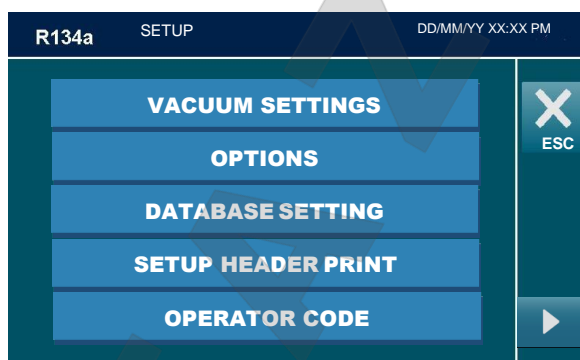 R134a SETUP DD/MM/YY XX:XX PM
VACUUM SETTINGS
ESC
OPTIONS
DATABASE SETTING
SETUP HEADER PRINT
OPERATOR CODE